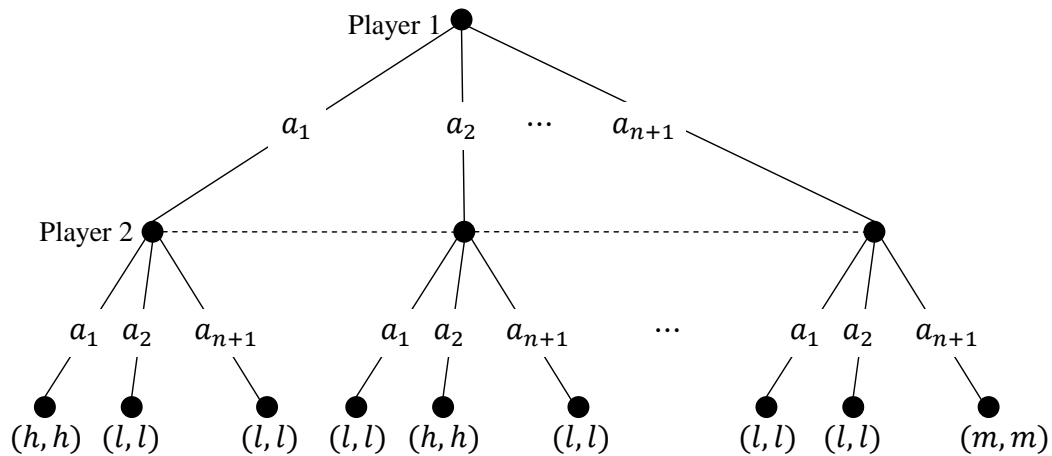 Player 1
a₁ a₂ ⋯ aₙ₊₁
Player 2
a₁ a₂ aₙ₊₁ a₁ a₂ aₙ₊₁ ⋯ a₁ a₂ aₙ₊₁
(h, h) (l, l) (l, l) (l, l) (h, h) (l, l) (l, l) (l, l) (m, m)